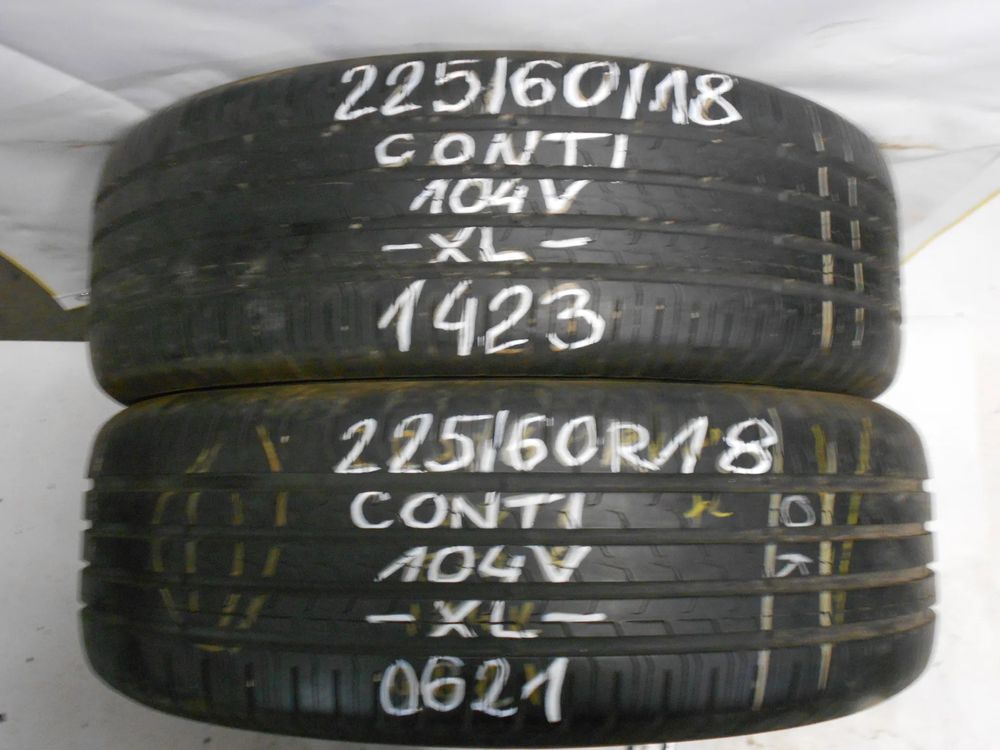 225/60/18
CONTI
104V
-XL-
1423
225/60R18
CONTI
104V
-XL-
0621